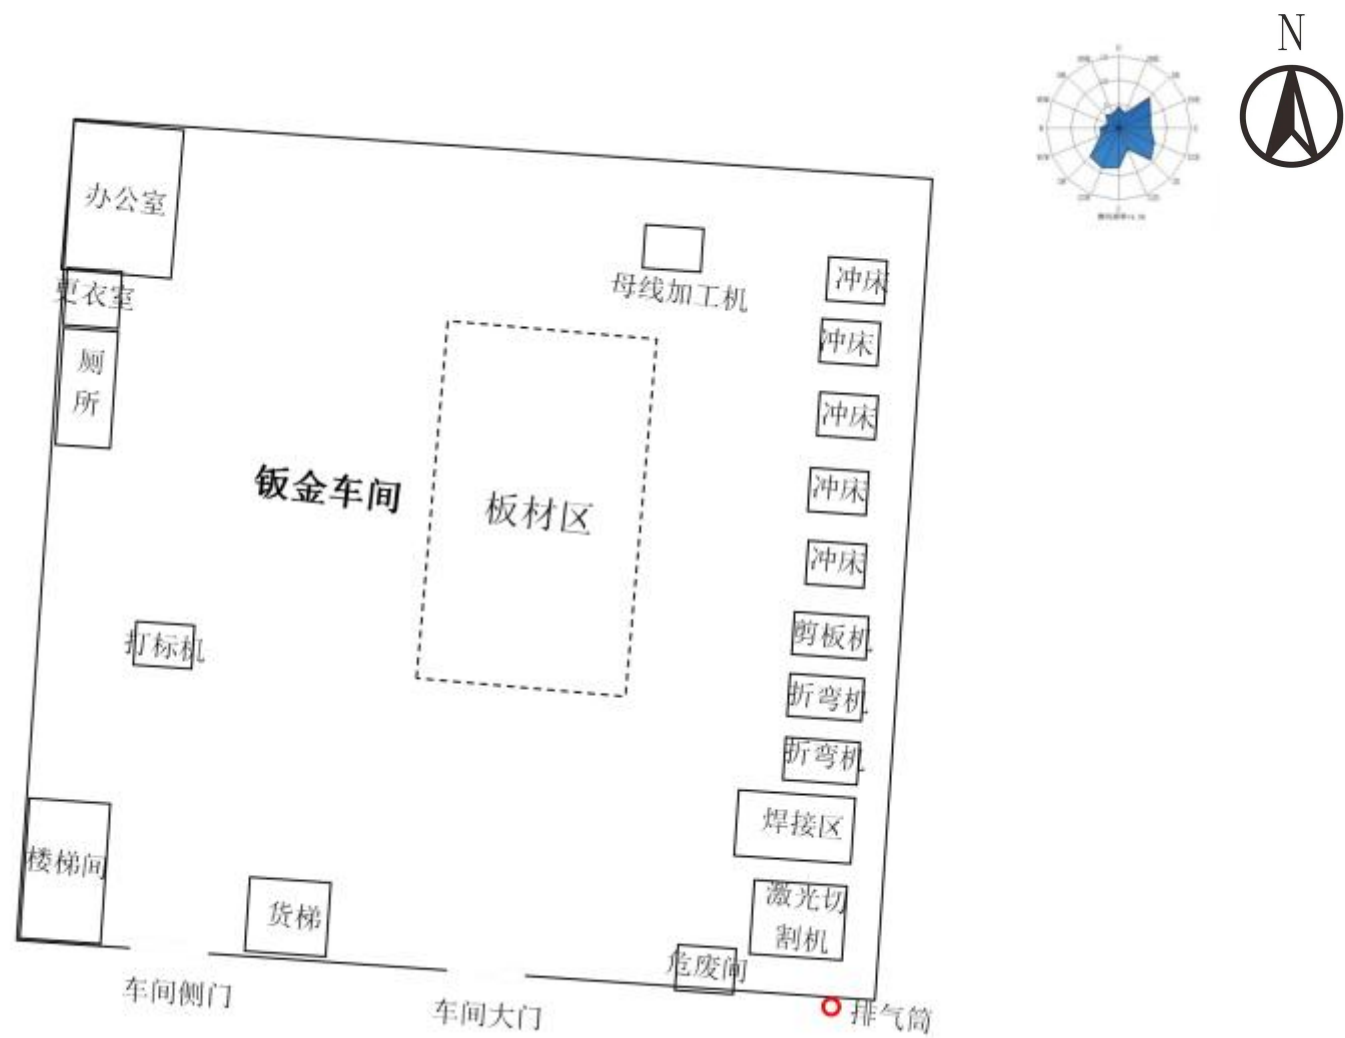 N
办公室
更衣室
厕
所
母线加工机
冲床
冲床
冲床
冲床
冲床
钣金车间
板材区
打标机
剪板机
折弯机
折弯机
焊接区
楼梯间
货梯
激光切
割机
危废间
车间侧门
车间大门
排气筒